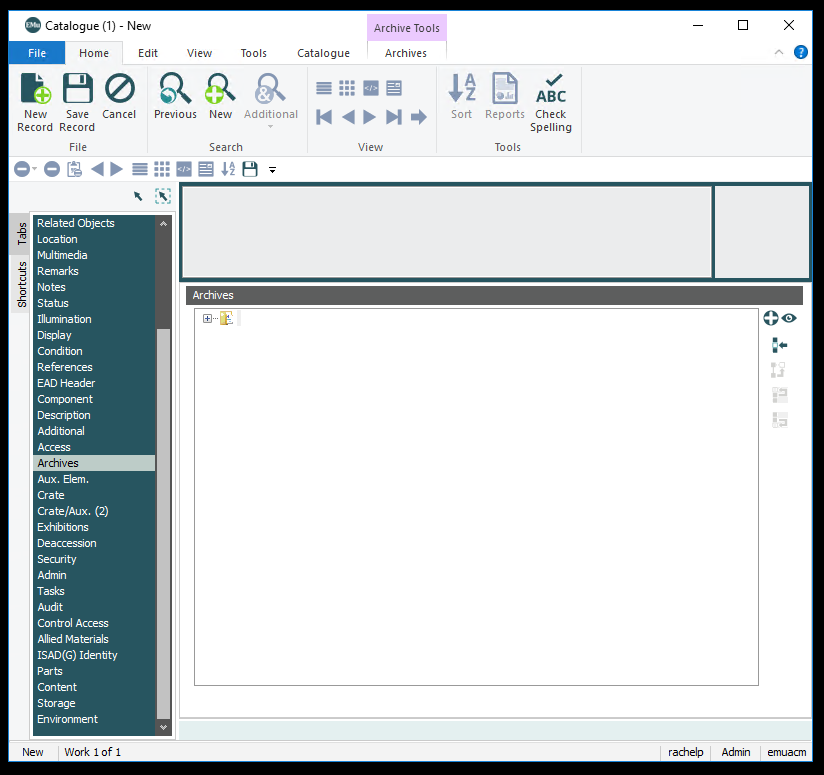 EMu Catalogue (1) - New
Archive Tools
File Home Edit View Tools Catalogue Archives
New Record
Save Record
Cancel
Previous
New
Additional
Sort
Reports
ABC
Check Spelling
File Search View Tools
Tabs
Shortcuts
Related Objects
Location
Multimedia
Remarks
Notes
Status
Illumination
Display
Condition
References
EAD Header
Component
Description
Additional
Access
Archives
Aux. Elem.
Crate
Crate/Aux. (2)
Exhibitions
Deaccession
Security
Admin
Tasks
Audit
Control Access
Allied Materials
ISAD(G) Identity
Parts
Content
Storage
Environment
Archives
New Work 1 of 1 rachelp Admin emuacm